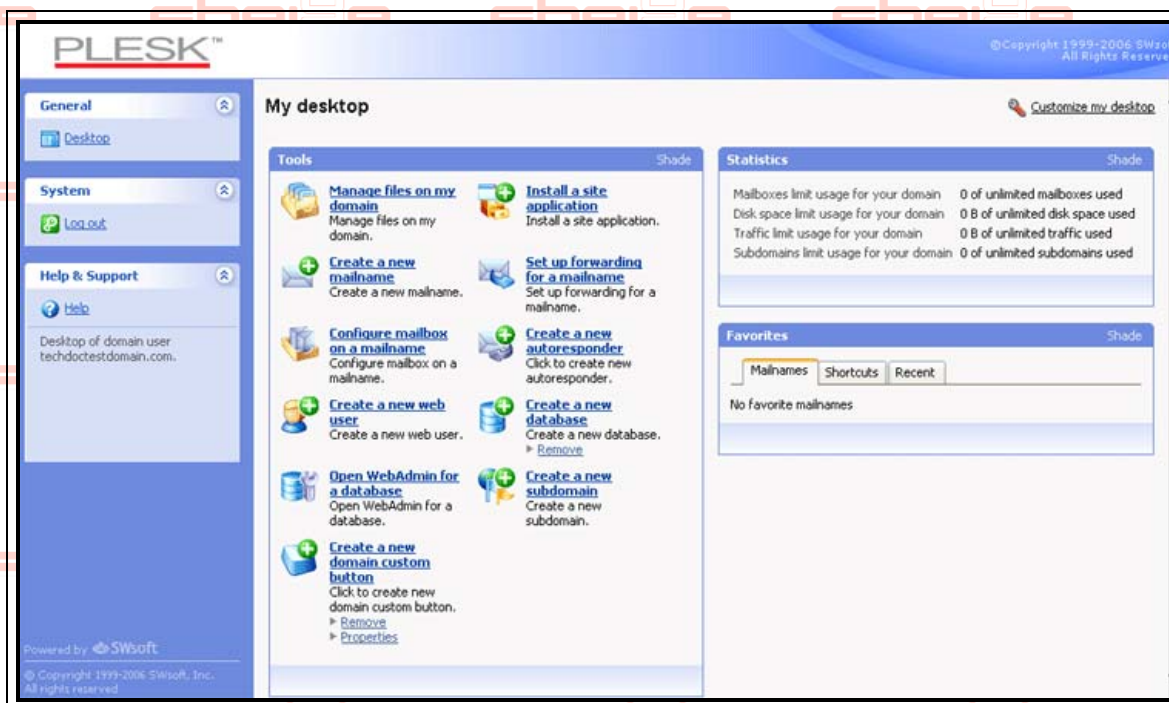 PLESK™
©Copyright 1999-2006 SWsoft
All Rights Reserved
General
Desktop
System
Log out
Help & Support
Help
Desktop of domain user
techdoctestdomain.com.
Powered by SWsoft
© Copyright 1999-2006 SWsoft, Inc.
All rights reserved
My desktop
Customize my desktop
Tools
Shade
Manage files on my
domain
Manage files on my
domain.
Install a site
application
Install a site application.
Create a new
mailname
Create a new mailname.
Set up forwarding
for a mailname
Set up forwarding for a
mailname.
Configure mailbox
on a mailname
Configure mailbox on a
mailname.
Create a new
autoresponder
Click to create new
autoresponder.
Create a new web
user
Create a new web user.
Create a new
database
Create a new database.
Remove
Open WebAdmin for
a database
Open WebAdmin for a
database.
Create a new
subdomain
Create a new
subdomain.
Create a new
domain custom
button
Click to create new
domain custom button.
Remove
Properties
Statistics
Shade
Mailboxes limit usage for your domain 0 of unlimited mailboxes used
Disk space limit usage for your domain 0 B of unlimited disk space used
Traffic limit usage for your domain 0 B of unlimited traffic used
Subdomains limit usage for your domain 0 of unlimited subdomains used
Favorites
Shade
Mailnames Shortcuts Recent
No favorite mailnames